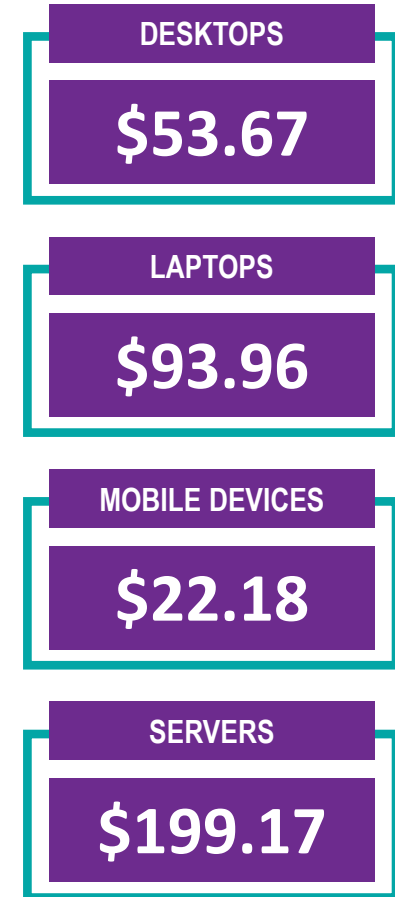 DESKTOPS
$53.67
LAPTOPS
$93.96
MOBILE DEVICES
$22.18
SERVERS
$199.17